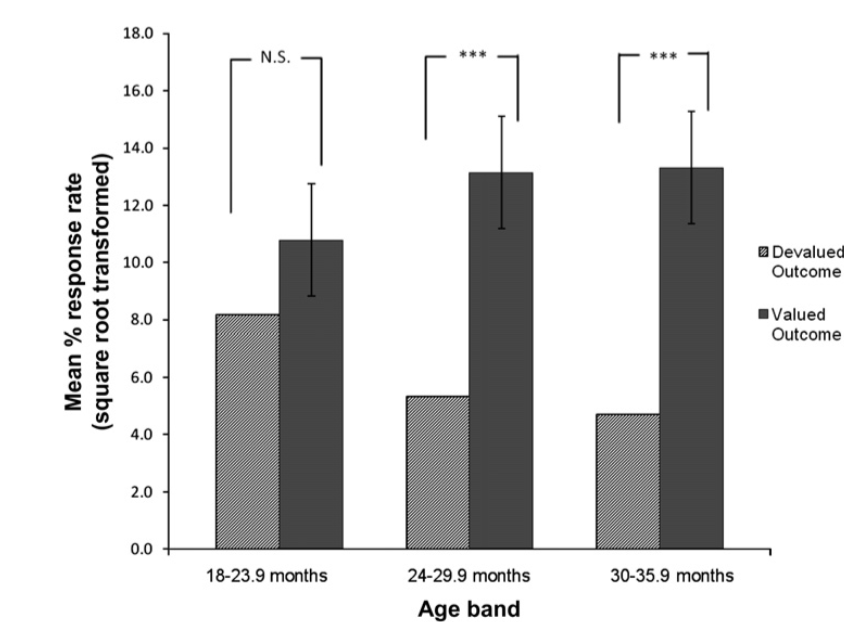 18.0
16.0
14.0
12.0
10.0
8.0
6.0
4.0
2.0
0.0
Mean % response rate
(square root transformed)
N.S.
***
***
18-23.9 months
24-29.9 months
30-35.9 months
Age band
Devalued
Outcome
Valued
Outcome